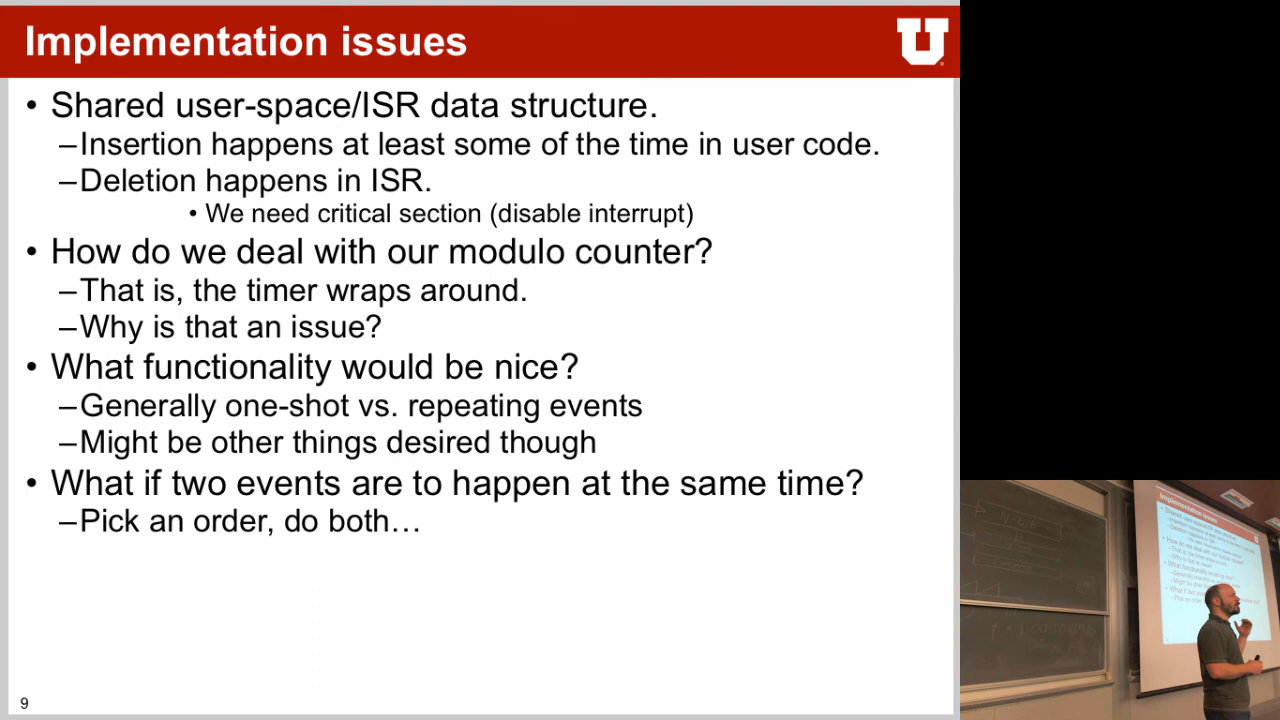 Implementation issues
U
• Shared user-space/ISR data structure.
–Insertion happens at least some of the time in user code.
–Deletion happens in ISR.
• We need critical section (disable interrupt)
• How do we deal with our modulo counter?
–That is, the timer wraps around.
–Why is that an issue?
• What functionality would be nice?
–Generally one-shot vs. repeating events
–Might be other things desired though
• What if two events are to happen at the same time?
–Pick an order, do both…
9
Implementation issues